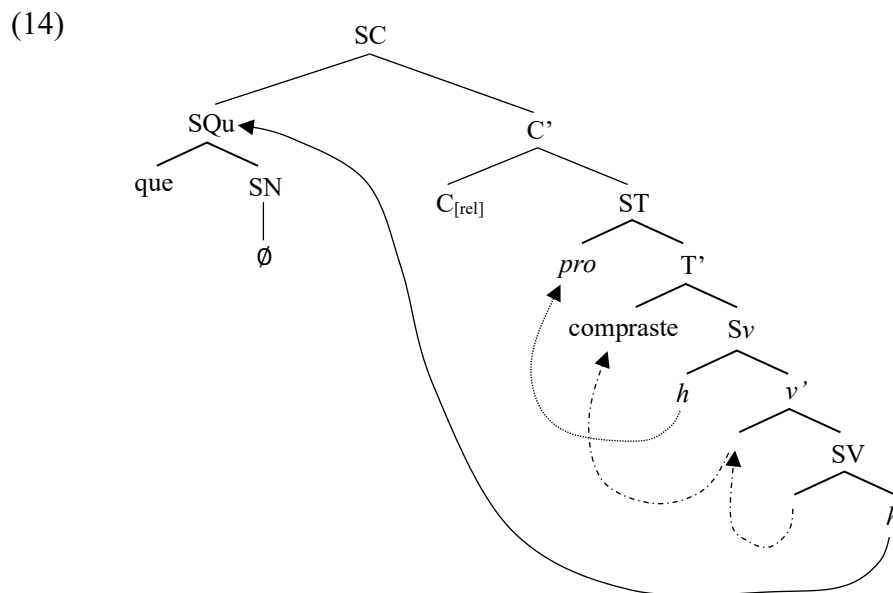 (14)
SC
SQu C’
que SN C[rel] ST
∅ pro T’
compraste Sv
h v’
SV
h